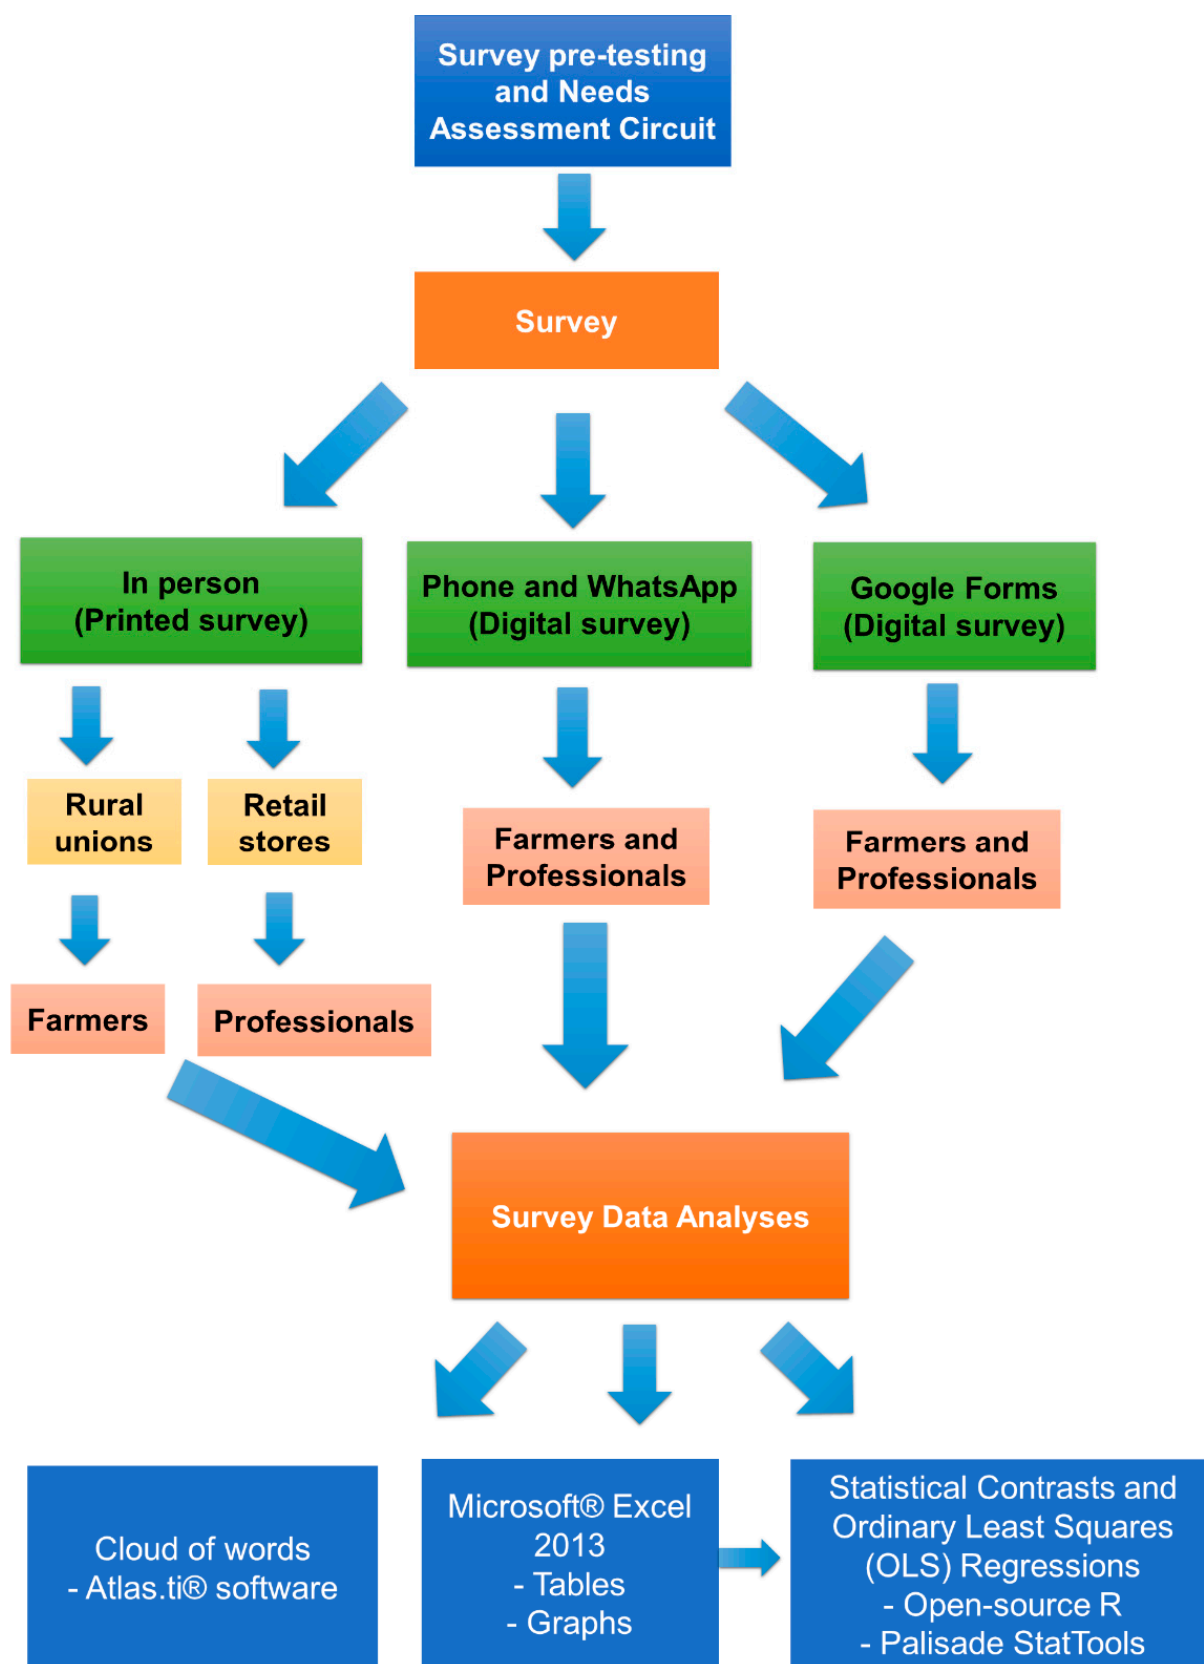 Survey pre-testing
and Needs
Assessment Circuit
Survey
In person
(Printed survey)
Phone and WhatsApp
(Digital survey)
Google Forms
(Digital survey)
Rural
unions
Retail
stores
Farmers and
Professionals
Farmers and
Professionals
Farmers
Professionals
Survey Data Analyses
Cloud of words
- Atlas.ti® software
Microsoft® Excel
2013
- Tables
- Graphs
Statistical Contrasts and
Ordinary Least Squares
(OLS) Regressions
- Open-source R
- Palisade StatTools